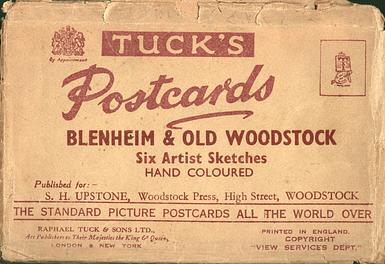 By Appointment
TUCK'S
Postcards
BLENHEIM & OLD WOODSTOCK
Six Artist Sketches
HAND COLOURED
Published for:-
S. H. UPSTONE, Woodstock Press, High Street, WOODSTOCK
THE STANDARD PICTURE POSTCARDS ALL THE WORLD OVER
RAPHAEL TUCK & SONS LTD.,
Art Publishers to Their Majesties the King & Queen,
LONDON & NEW YORK
PRINTED IN ENGLAND.
COPYRIGHT
"VIEW SERVICES DEPT."